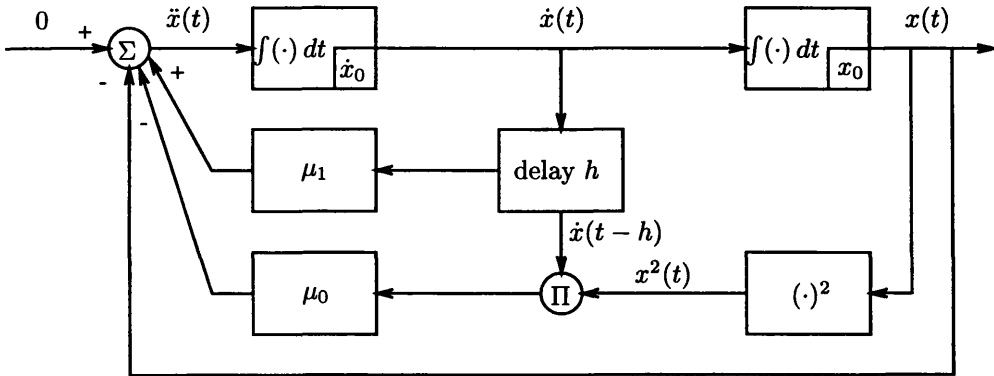 0
+
Σ
ẍ(t)
∫(·) dt
ẋ₀
ẋ(t)
∫(·) dt
x₀
x(t)
-
-
+
μ₁
delay h
ẋ(t − h)
μ₀
Π
x²(t)
(·)²